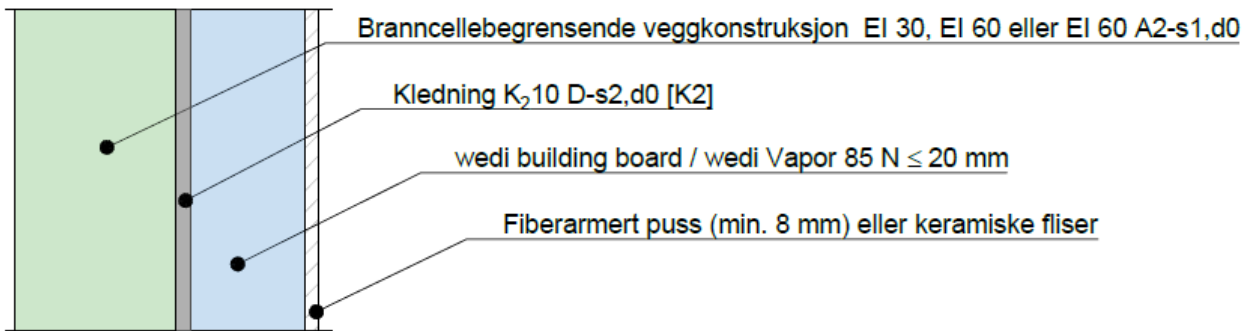 Branncellebegrensende veggkonstruksjon EI 30, EI 60 eller EI 60 A2-s1,d0
Kledning K₂10 D-s2,d0 [K2]
wedi building board / wedi Vapor 85 N ≤ 20 mm
Fiberarmert puss (min. 8 mm) eller keramiske fliser